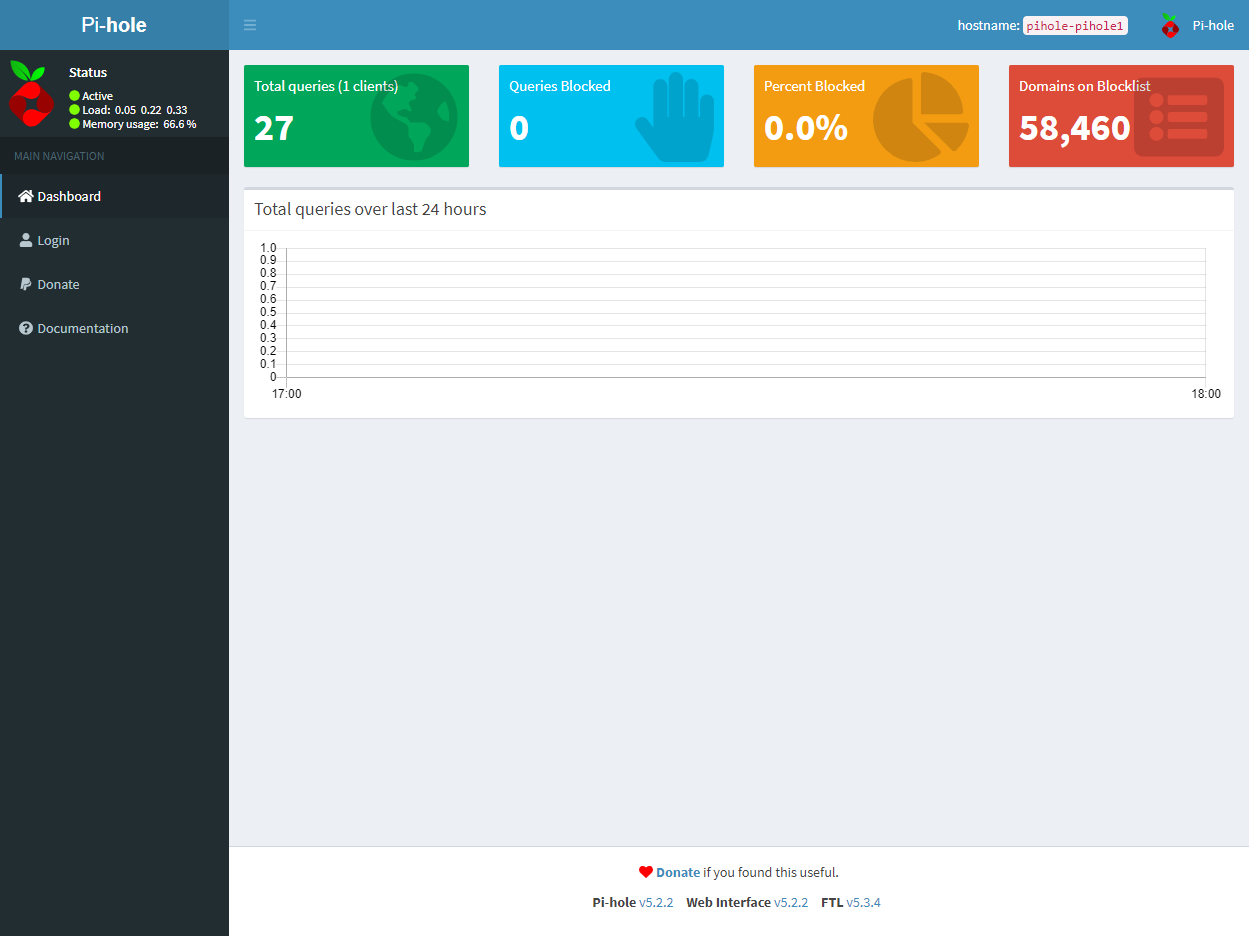 Pi-hole
hostname: pihole-pihole1 Pi-hole
Status
Active
Load: 0.05 0.22 0.33
Memory usage: 66.6 %
MAIN NAVIGATION
Dashboard
Login
Donate
Documentation
Total queries (1 clients)
27
Queries Blocked
0
Percent Blocked
0.0%
Domains on Blocklist
58,460
Total queries over last 24 hours
1.0
0.9
0.8
0.7
0.6
0.5
0.4
0.3
0.2
0.1
0
17:00 18:00
Donate if you found this useful.
Pi-hole v5.2.2 Web Interface v5.2.2 FTL v5.3.4